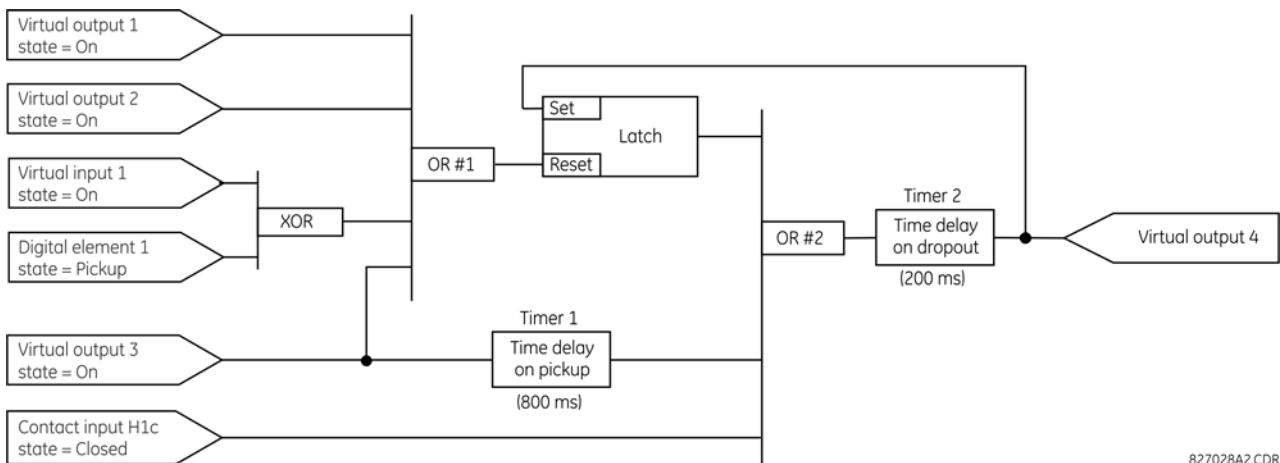 Virtual output 1
state = On
Virtual output 2
state = On
Virtual input 1
state = On
Digital element 1
state = Pickup
XOR
Virtual output 3
state = On
Contact input H1c
state = Closed
OR #1
Set
Latch
Reset
Timer 1
Time delay
on pickup
(800 ms)
OR #2
Timer 2
Time delay
on dropout
(200 ms)
Virtual output 4
827028A2.CDR